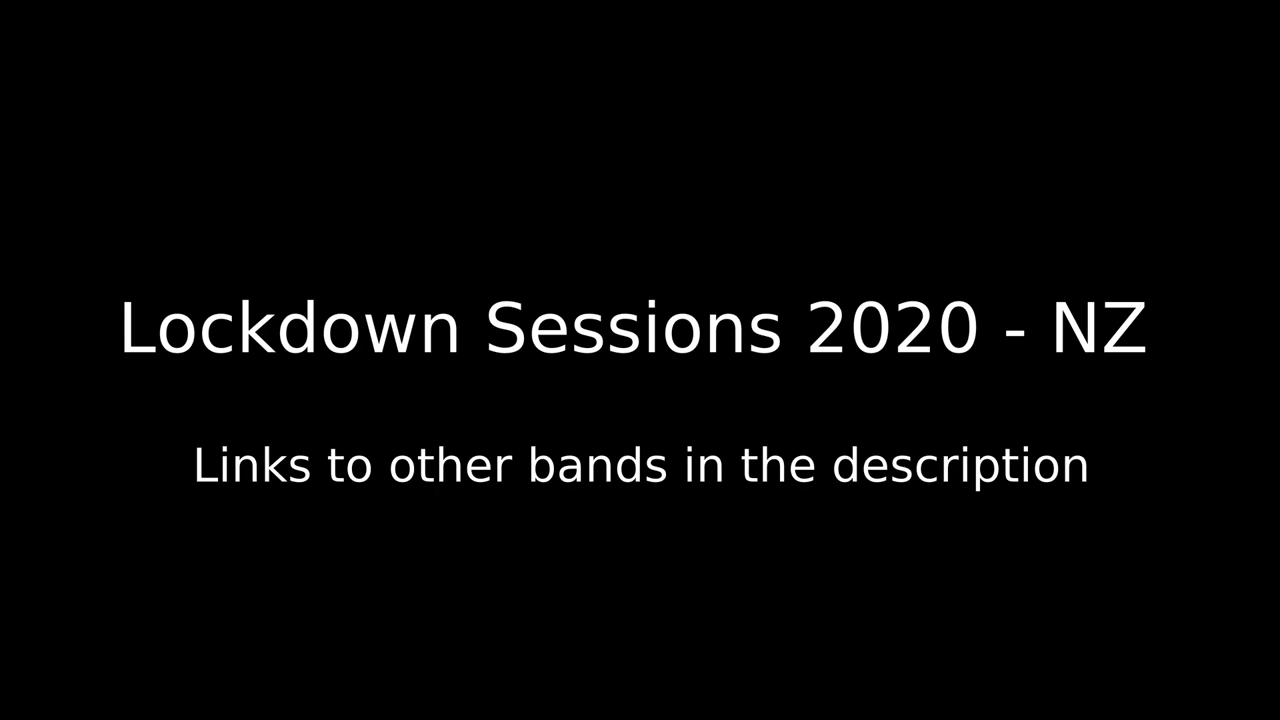 Lockdown Sessions 2020 - NZ
Links to other bands in the description